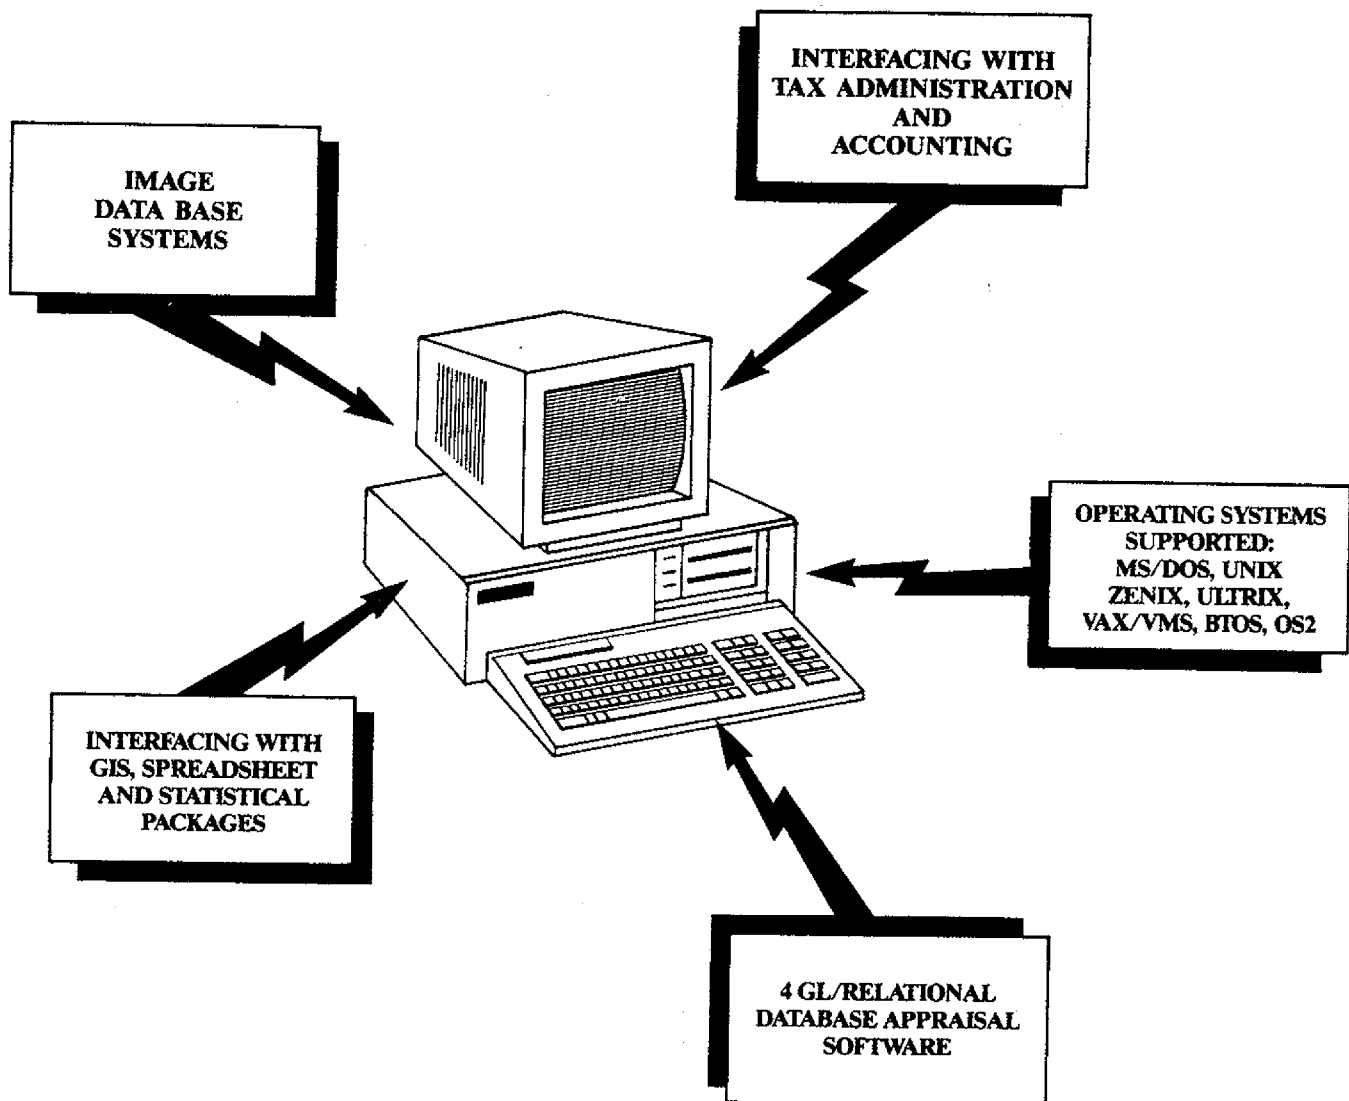 INTERFACING WITH
TAX ADMINISTRATION
AND
ACCOUNTING
IMAGE
DATA BASE
SYSTEMS
OPERATING SYSTEMS
SUPPORTED:
MS/DOS, UNIX
ZENIX, ULTRIX,
VAX/VMS, BTOS, OS2
INTERFACING WITH
GIS, SPREADSHEET
AND STATISTICAL
PACKAGES
4 GL/RELATIONAL
DATABASE APPRAISAL
SOFTWARE